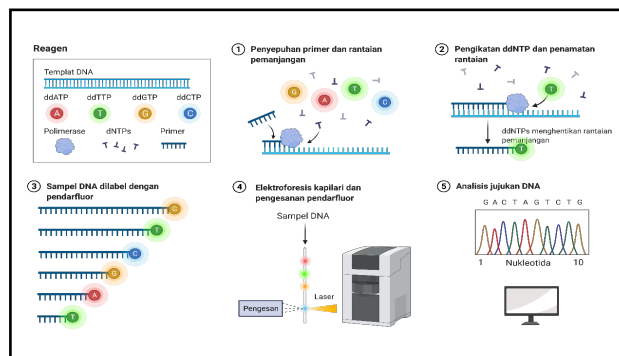 Reagen
Templat DNA
ddATP ddTTP ddGTP ddCTP
A T G C
Polimerase dNTPs Primer
1 Penyepuhan primer dan rantaian
pemanjangan
G A T C
2 Pengikatan ddNTP dan penamatan
rantaian
T
ddNTPs menghentikan rantaian
pemanjangan
T
3 Sampel DNA dilabel dengan
pendarfluor
G
T
C
G
A
T
4 Elektroforesis kapilari dan
pengesanan pendarfluor
Sampel DNA
Laser
Pengesan
5 Analisis jujukan DNA
G A C T A G T C T G
1 Nukleotida 10